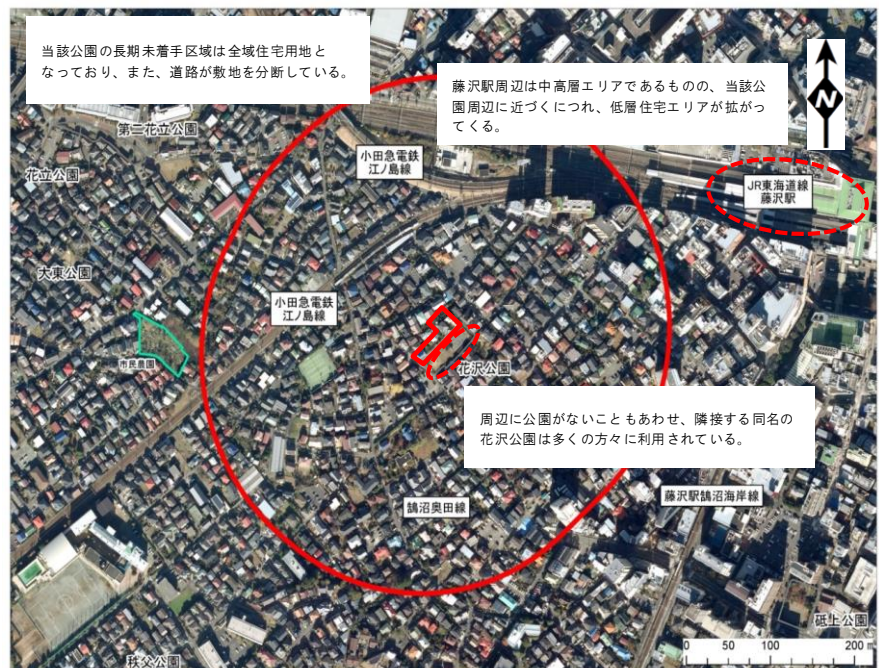 当該公園の長期未着手区域は全域住宅用地と
なっており、また、道路が敷地を分断している。
藤沢駅周辺は中高層エリアであるものの、当該公
園周辺に近づくにつれ、低層住宅エリアが拡がっ
てくる。
N
第二花立公園
花立公園
小田急電鉄
江ノ島線
JR東海道線
藤沢駅
大東公園
小田急電鉄
江ノ島線
市民農園
花沢公園
周辺に公園がないこともあわせ、隣接する同名の
花沢公園は多くの方々に利用されている。
鵠沼奥田線
藤沢駅鵠沼海岸線
砥上公園
秩父公園
0 50 100 200